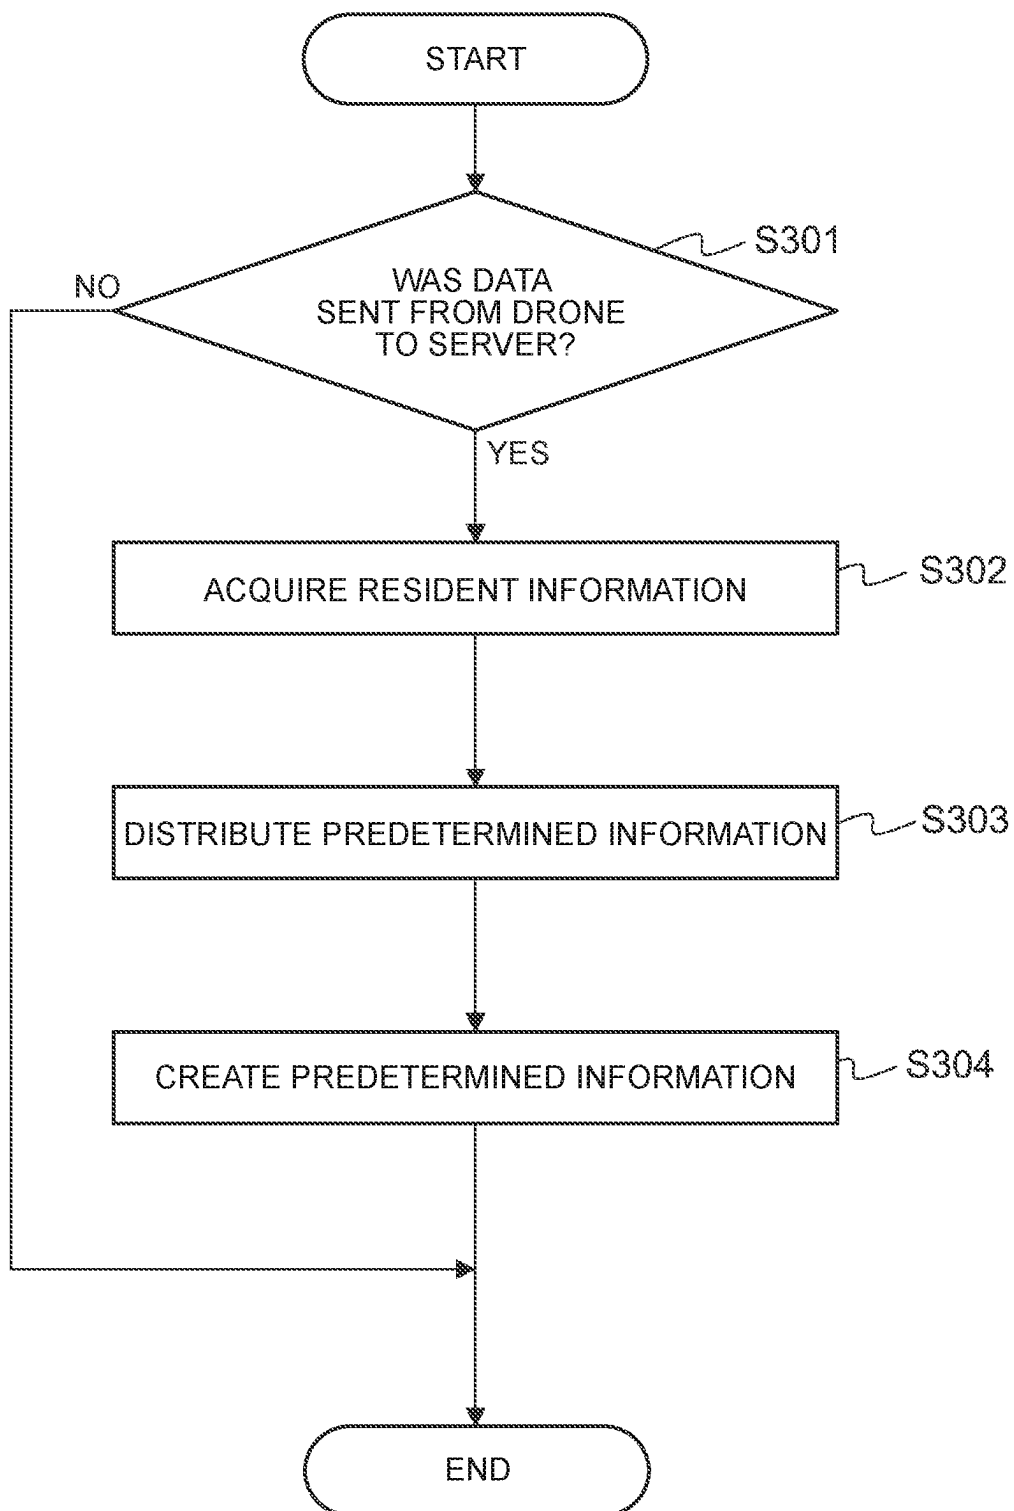 START
S301
NO
WAS DATA
SENT FROM DRONE
TO SERVER?
YES
ACQUIRE RESIDENT INFORMATION
S302
DISTRIBUTE PREDETERMINED INFORMATION
S303
CREATE PREDETERMINED INFORMATION
S304
END